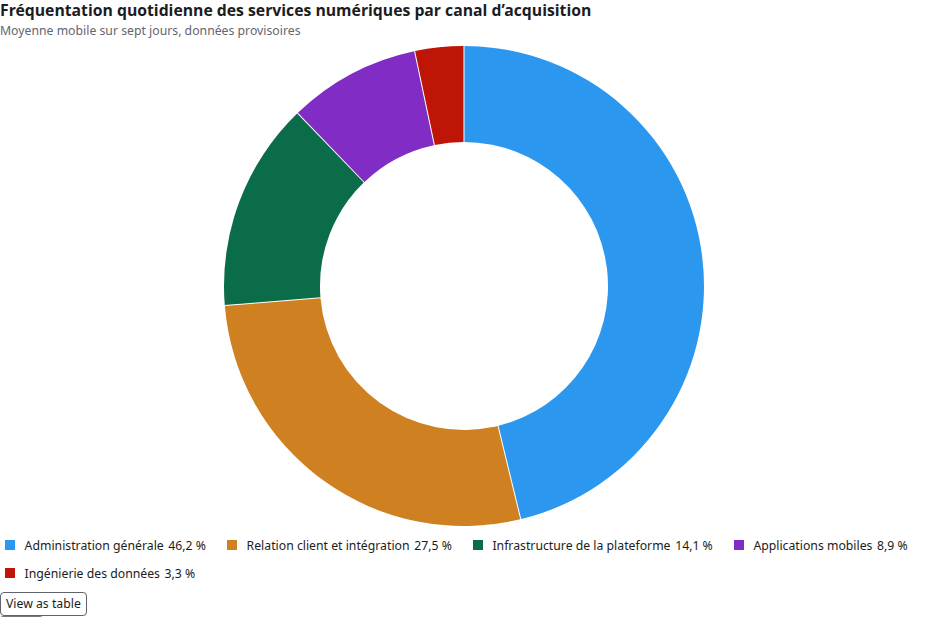 Fréquentation quotidienne des services numériques par canal d’acquisition
Moyenne mobile sur sept jours, données provisoires
Administration générale 46,2 % Relation client et intégration 27,5 % Infrastructure de la plateforme 14,1 % Applications mobiles 8,9 %
Ingénierie des données 3,3 %
View as table